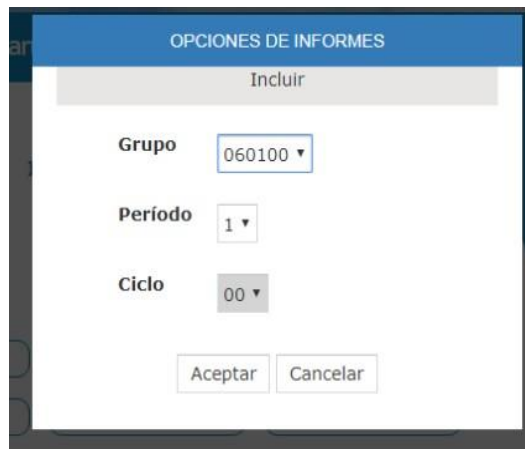 OPCIONES DE INFORMES
Incluir
Grupo 060100
Período 1
Ciclo 00
Aceptar Cancelar